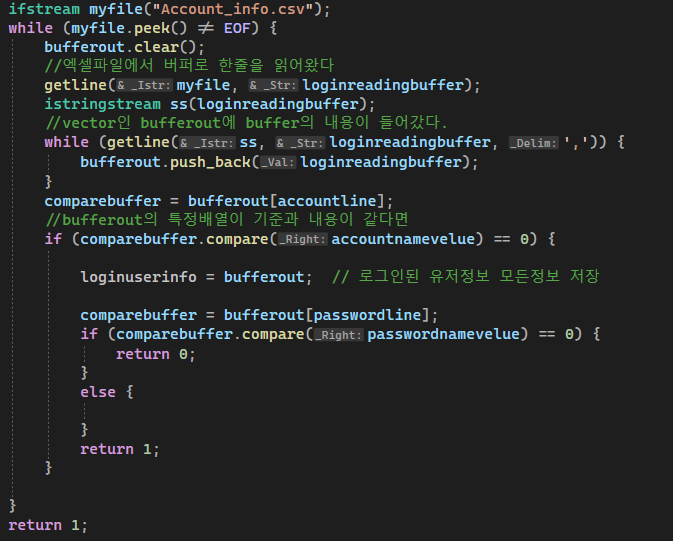 ifstream myfile("Account_info.csv");
while (myfile.peek() ≠ EOF) {
bufferout.clear();
//엑셀파일에서 버퍼로 한줄을 읽어왔다
getline(& _Istr: myfile, & _Str: loginreadingbuffer);
istringstream ss(loginreadingbuffer);
//vector인 bufferout에 buffer의 내용이 들어갔다.
while (getline(& _Istr: ss, & _Str: loginreadingbuffer, _Delim: ',')) {
bufferout.push_back(_Val: loginreadingbuffer);
}
comparebuffer = bufferout[accountline];
//bufferout의 특정배열이 기준과 내용이 같다면
if (comparebuffer.compare(_Right: accountnamevelue) == 0) {
loginuserinfo = bufferout; // 로그인된 유저정보 모든정보 저장
comparebuffer = bufferout[passwordline];
if (comparebuffer.compare(_Right: passwordnamevelue) == 0) {
return 0;
}
else {
}
return 1;
}
}
return 1;